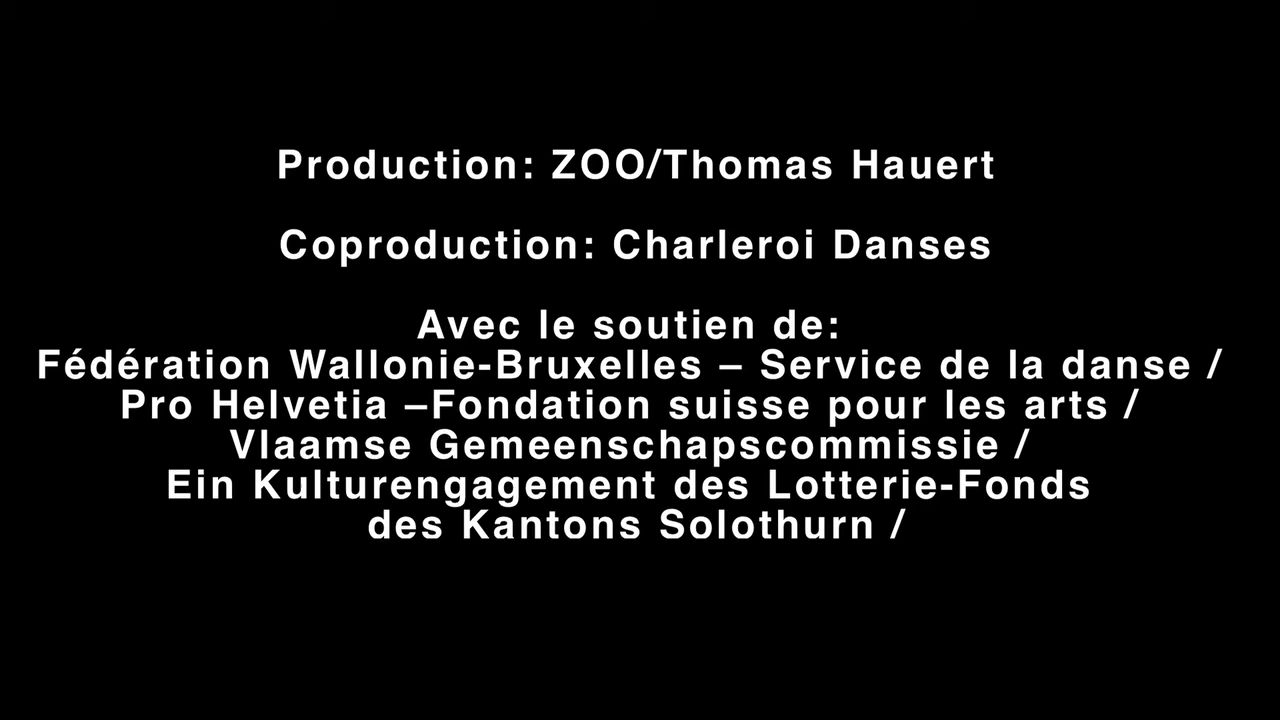 Production: ZOO/Thomas Hauert
Coproduction: Charleroi Danses
Avec le soutien de:
Fédération Wallonie-Bruxelles – Service de la danse /
Pro Helvetia –Fondation suisse pour les arts /
Vlaamse Gemeenschapscommissie /
Ein Kulturengagement des Lotterie-Fonds
des Kantons Solothurn /